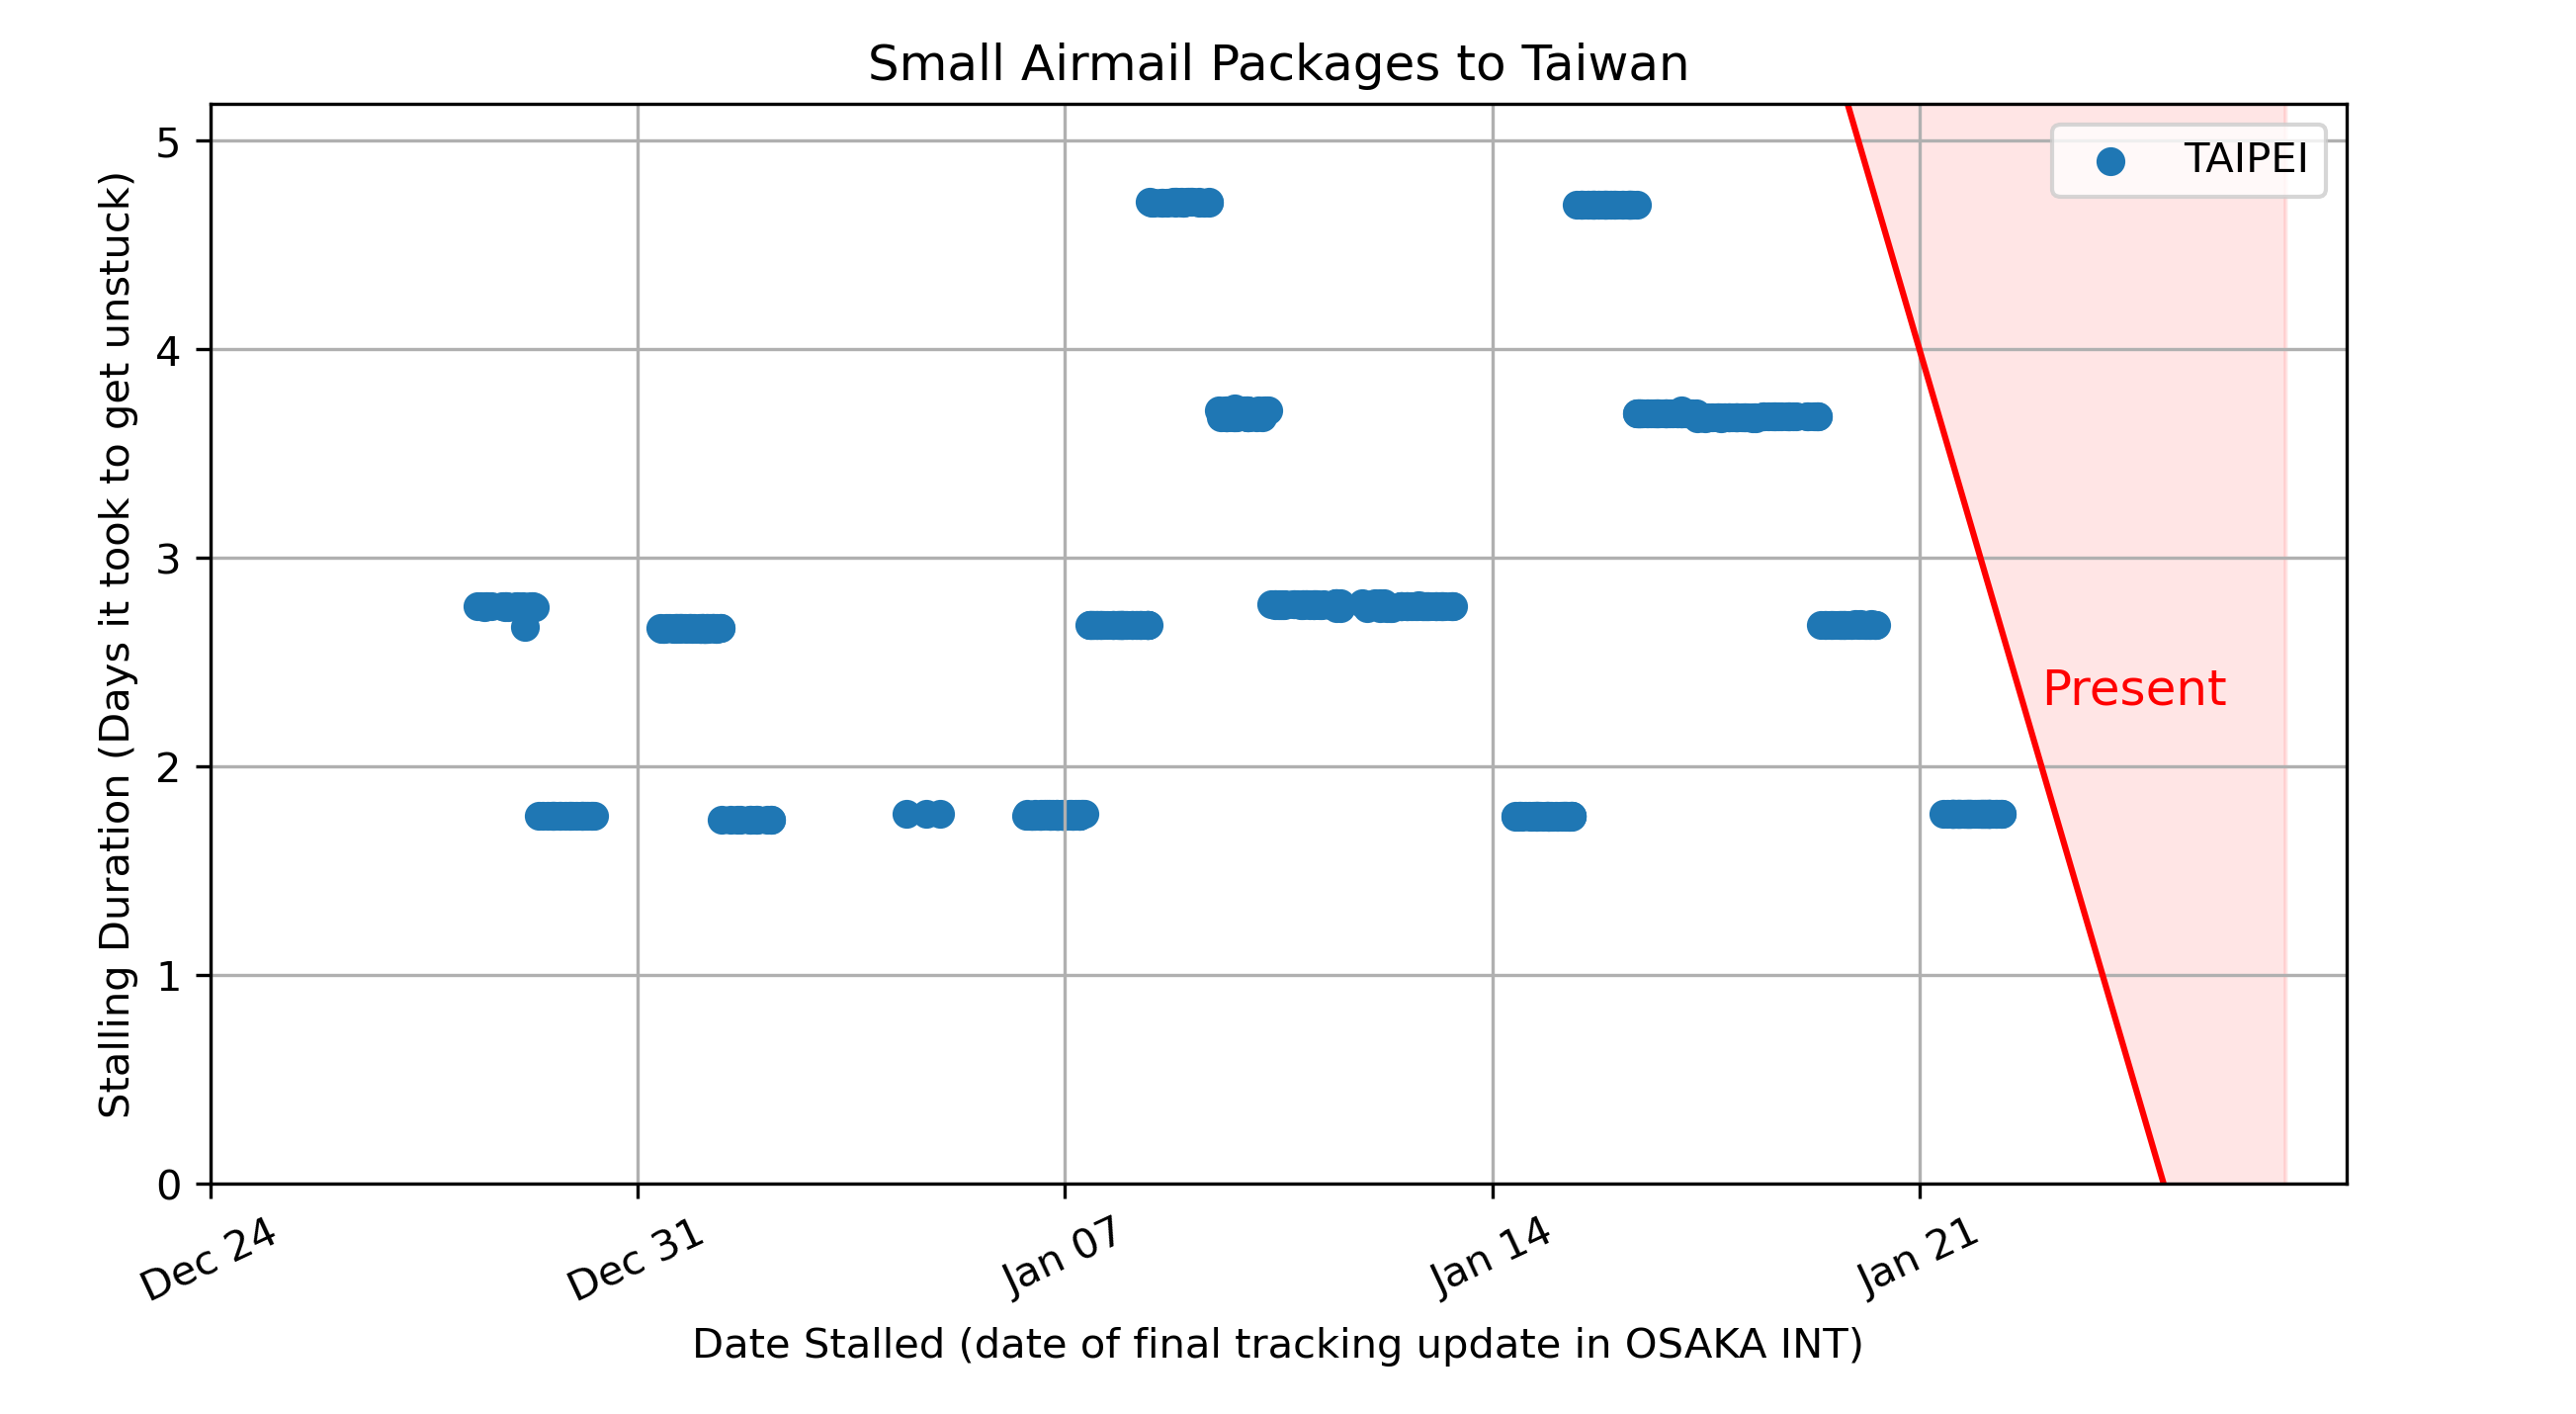 Small Airmail Packages to Taiwan
Stalling Duration (Days it took to get unstuck)
5
4
3
2
1
0
TAIPEI
Present
Dec 24
Dec 31
Jan 07
Jan 14
Jan 21
Date Stalled (date of final tracking update in OSAKA INT)